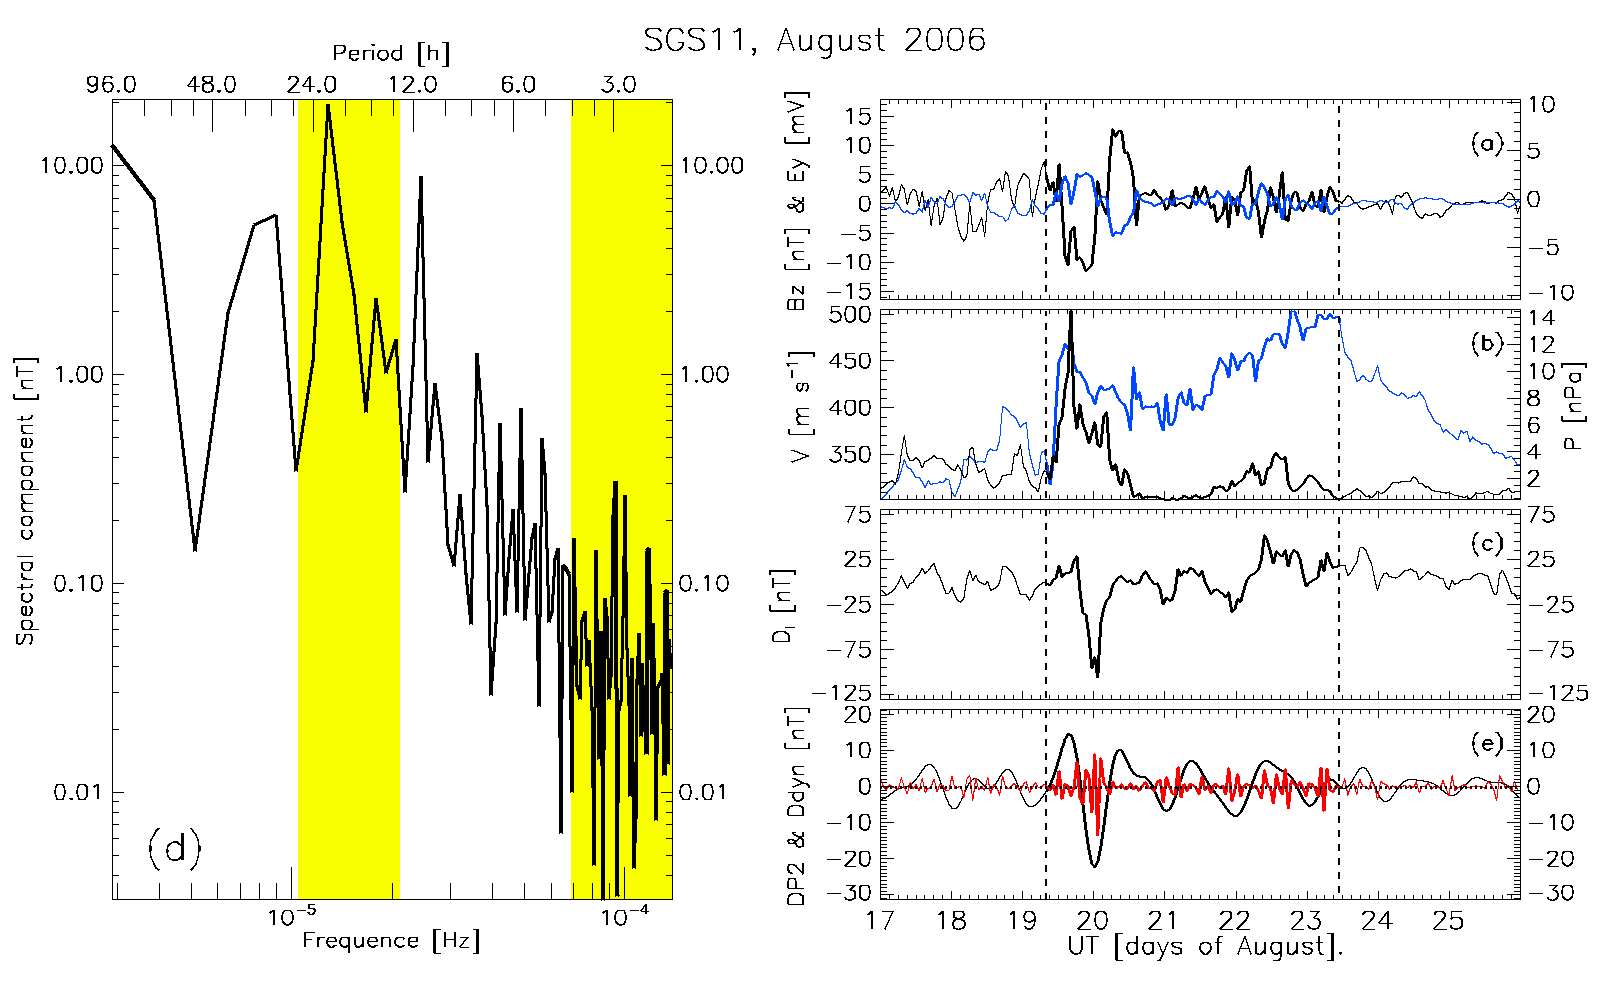 SGS11, August 2006
Period [h]
96.0 48.0 24.0 12.0 6.0 3.0
10.00 10.00
1.00 1.00
0.10 0.10
0.01 0.01
Spectral component [nT]
(d)
10⁻⁵ 10⁻⁴
Frequence [Hz]
Bz [nT] & Ey [mV]
15 10 5 0 −5 −10 −15
(a)
10 5 0 −5 −10
V [m s⁻¹]
500 450 400 350
(b)
14 12 10 8 6 4 2
P [nPa]
D_I [nT]
75 25 −25 −75 −125
(c)
75 25 −25 −75 −125
DP2 & Ddyn [nT]
20 10 0 −10 −20 −30
(e)
20 10 0 −10 −20 −30
17 18 19 20 21 22 23 24 25
UT [days of August].